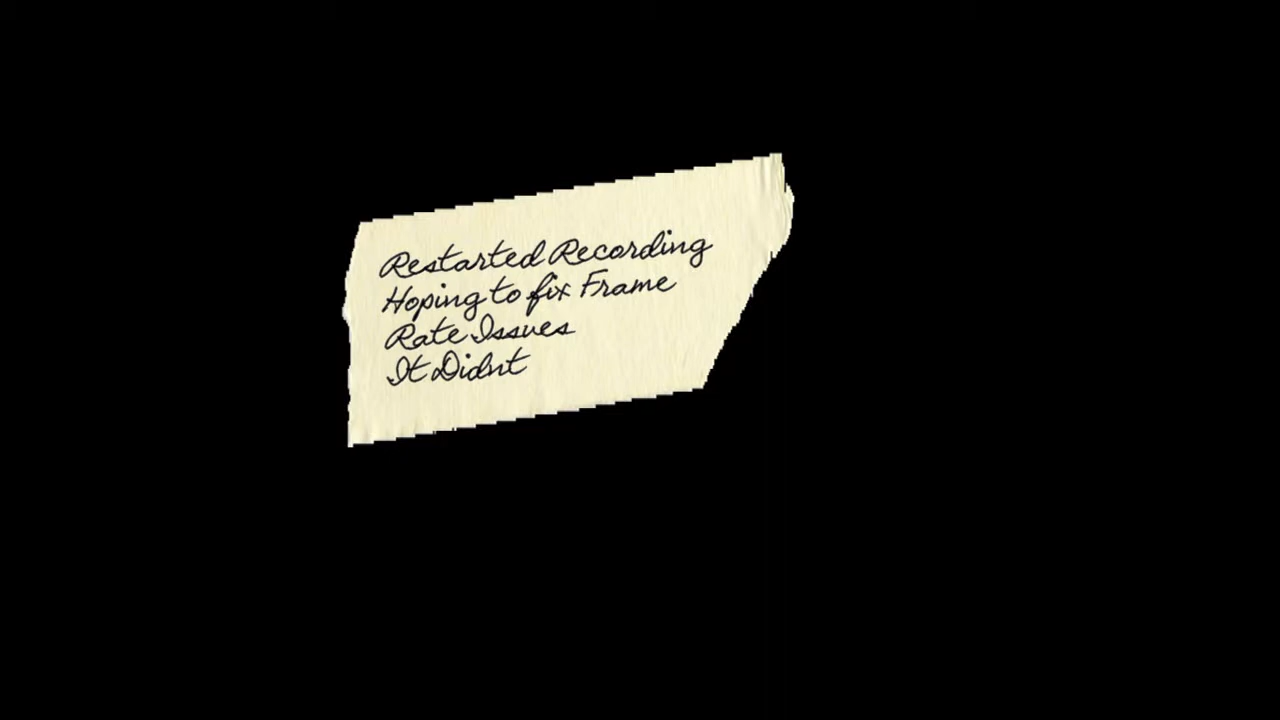 Restarted Recording
Hoping to fix Frame
Rate Issues
It Didnt